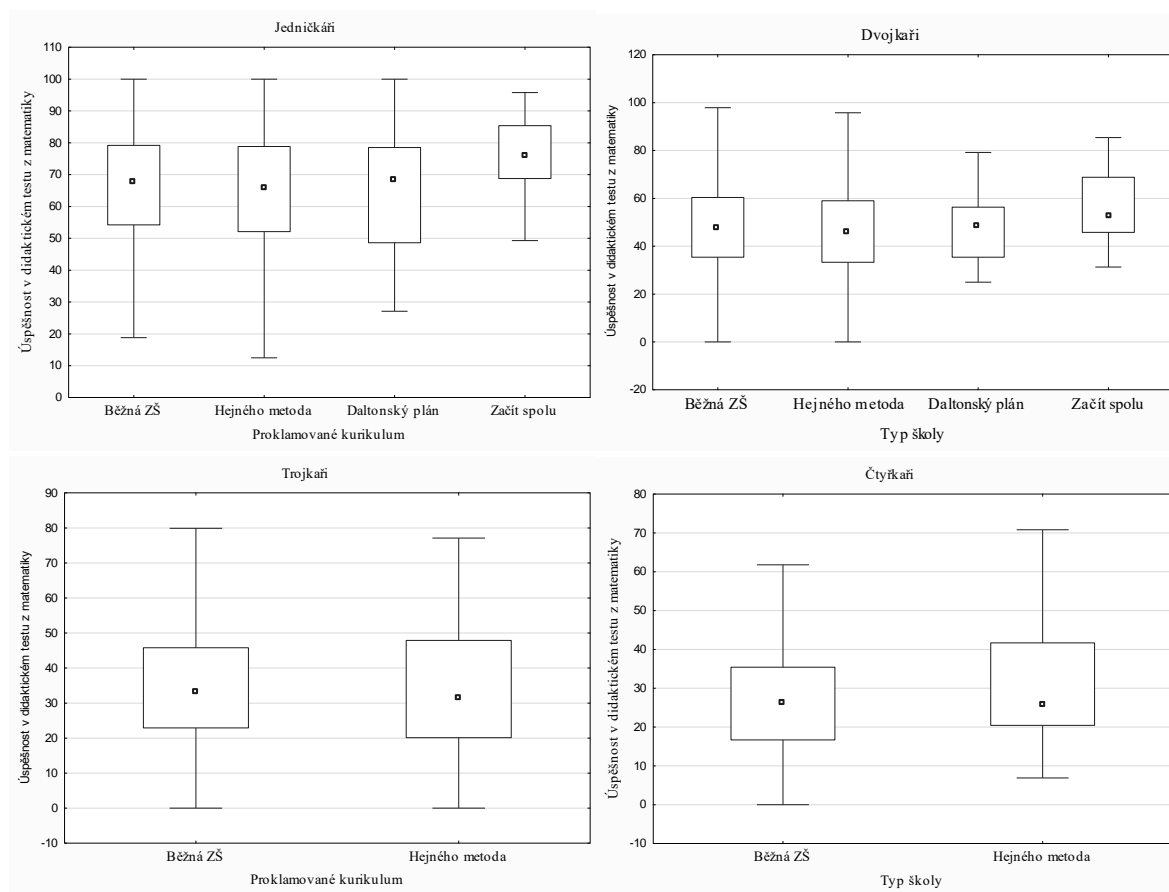 Jedničkáři
Úspěšnost v didaktickém testu z matematiky
110
100
90
80
70
60
50
40
30
20
10
0
Běžná ZŠ Hejného metoda Daltonský plán Začít spolu
Proklamované kurikulum
Dvojkaři
Úspěšnost v didaktickém testu z matematiky
120
100
80
60
40
20
0
-20
Běžná ZŠ Hejného metoda Daltonský plán Začít spolu
Typ školy
Trojkaři
Úspěšnost v didaktickém testu z matematiky
90
80
70
60
50
40
30
20
10
0
-10
Běžná ZŠ Hejného metoda
Proklamované kurikulum
Čtyřkaři
Úspěšnost v didaktickém testu z matematiky
80
70
60
50
40
30
20
10
0
-10
Běžná ZŠ Hejného metoda
Typ školy